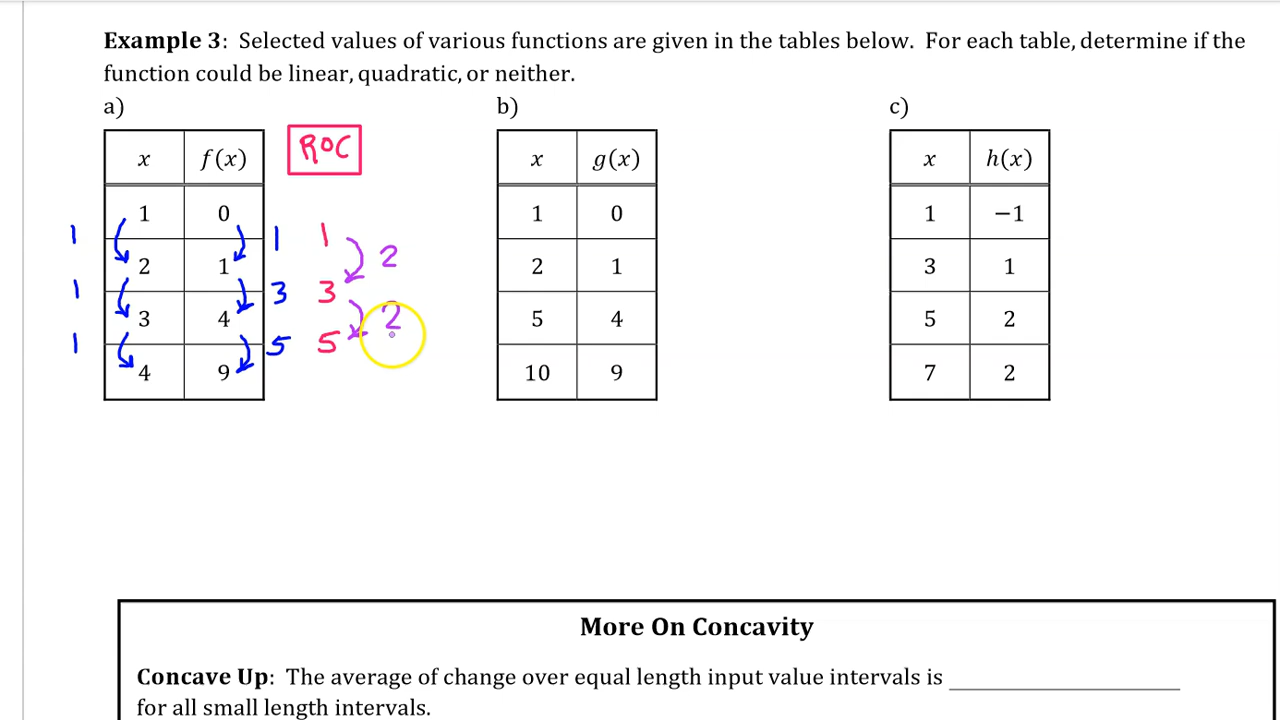 Example 3: Selected values of various functions are given in the tables below. For each table, determine if the
function could be linear, quadratic, or neither.
a) b) c)
x f(x) ROC x g(x) x h(x)
1 0 1 0 1 −1
1 1 1 2
2 1 2 1 3 1
1 3 3 2
3 4 5 4 5 2
1 5 5
4 9 10 9 7 2
More On Concavity
Concave Up: The average of change over equal length input value intervals is ____________________
for all small length intervals.